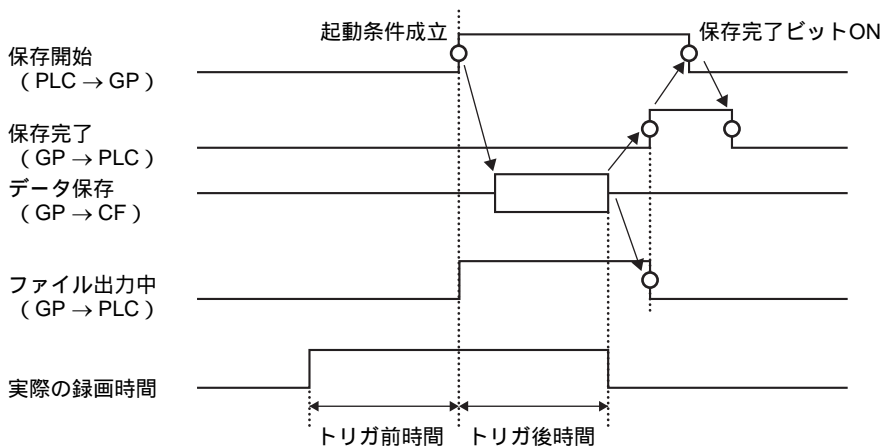 起動条件成立
保存完了ビットON
保存開始
（ PLC → GP ）
保存完了
（ GP → PLC ）
データ保存
（ GP → CF ）
ファイル出力中
（ GP → PLC ）
実際の録画時間
トリガ前時間
トリガ後時間